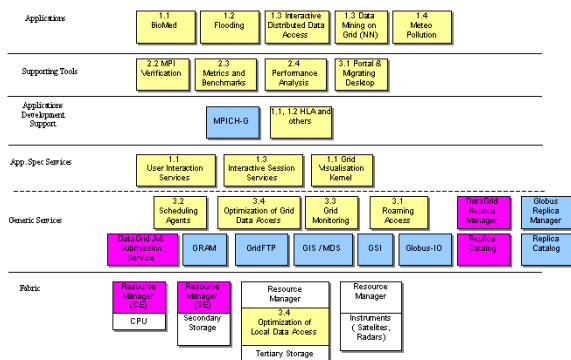 Applications
1.1
BioMed
1.2
Flooding
1.3 Interactive
Distributed Data
Access
1.3 Data
Mining on
Grid (NN)
1.4
Meteo
Pollution
Supporting Tools
2.2 MPI
Verification
2.3
Metrics and
Benchmarks
2.4
Performance
Analysis
3.1 Portal &
Migrating
Desktop
Applications
Development
Support
MPICH-G
1.1, 1.2 HLA and
others
App. Spec Services
1.1
User Interaction
Services
1.3
Interactive Session
Services
1.1 Grid
Visualisation
Kernel
Generic Services
3.2
Scheduling
Agents
3.4
Optimization of Grid
Data Access
3.3
Grid
Monitoring
3.1
Roaming
Access
DataGrid
Replica
Manager
Globus
Replica
Manager
DataGrid Job
Submission
Service
GRAM
GridFTP
GIS / MDS
GSI
Globus-IO
Replica
Catalog
Replica
Catalog
Fabric
Resource
Manager
(CE)
CPU
Resource
Manager
(SE)
Secondary
Storage
Resource
Manager
3.4
Optimization of
Local Data Access
Tertiary Storage
Resource
Manager
Instruments
( Satelites,
Radars)